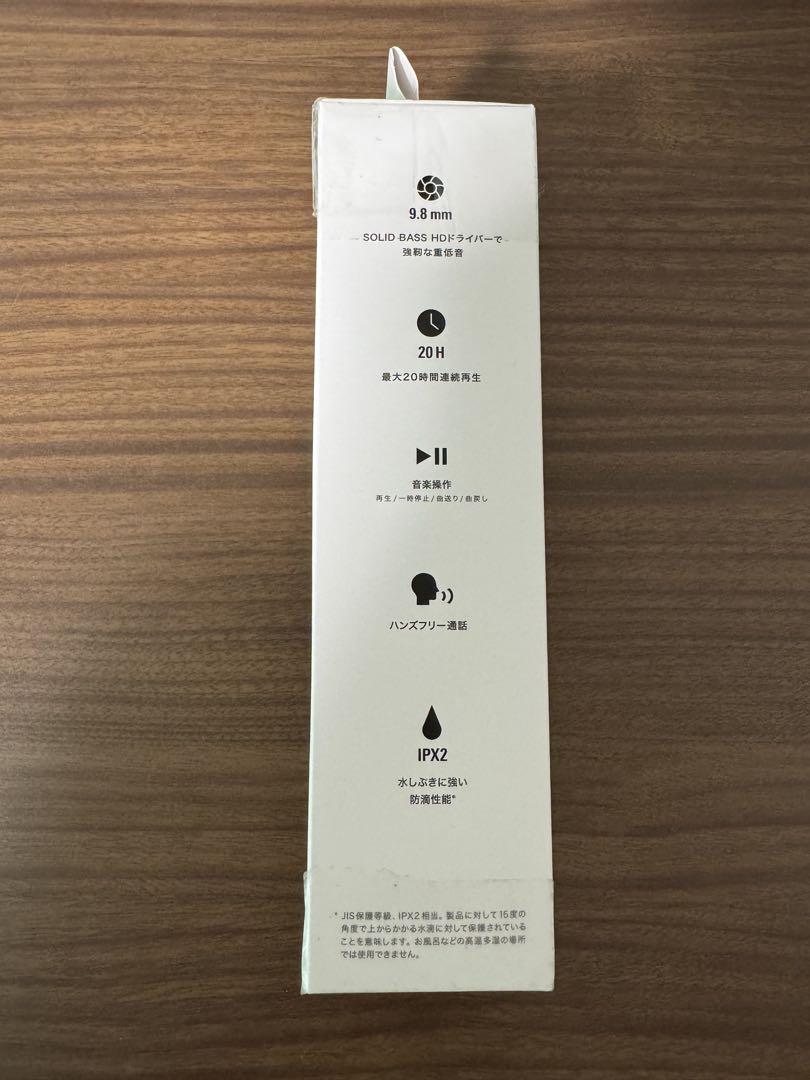 9.8 mm
SOLID BASS HDドライバーで
強靭な重低音
20 H
最大20時間連続再生
音楽操作
再生/一時停止/曲送り/曲戻し
ハンズフリー通話
IPX2
水しぶきに強い
防滴性能*
* JIS保護等級、IPX2相当。製品に対して15度の
角度で上からかかる水滴に対して保護されている
ことを意味します。お風呂などの高温多湿の場所
では使用できません。